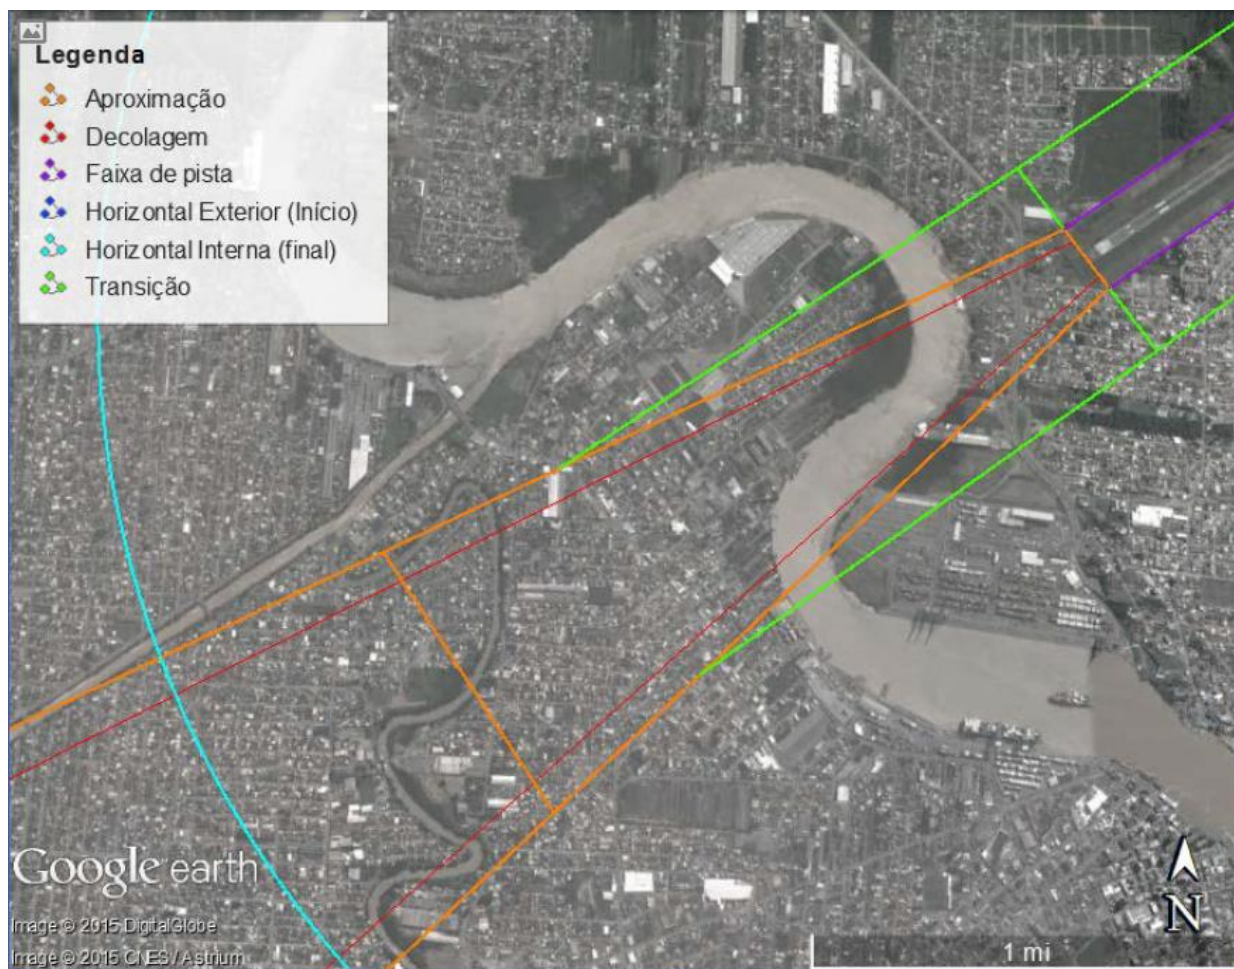 Legenda
Aproximação
Decolagem
Faixa de pista
Horizontal Exterior (Início)
Horizontal Interna (final)
Transição
Google earth
Image © 2015 DigitalGlobe
Image © 2015 CNES / Astrium
N
1 mi